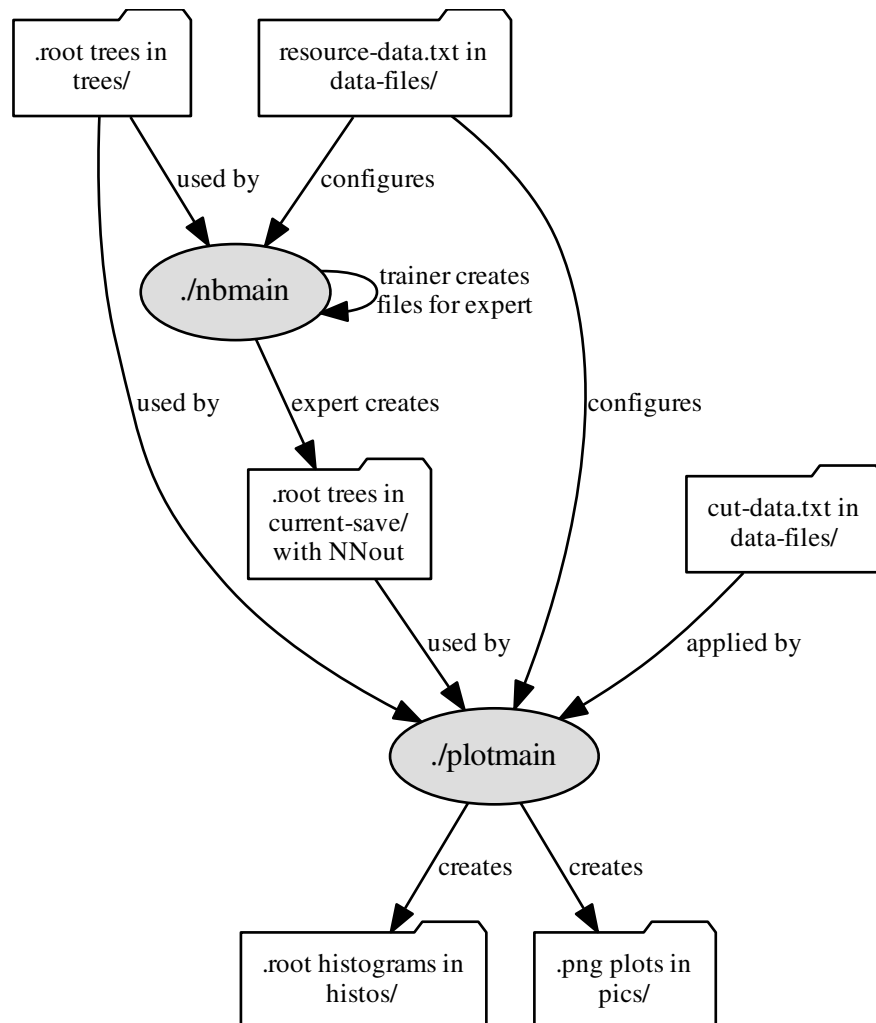 .root trees in
trees/
resource-data.txt in
data-files/
used by
configures
./nbmain
trainer creates
files for expert
used by
expert creates
configures
.root trees in
current-save/
with NNout
cut-data.txt in
data-files/
used by
applied by
./plotmain
creates
creates
.root histograms in
histos/
.png plots in
pics/